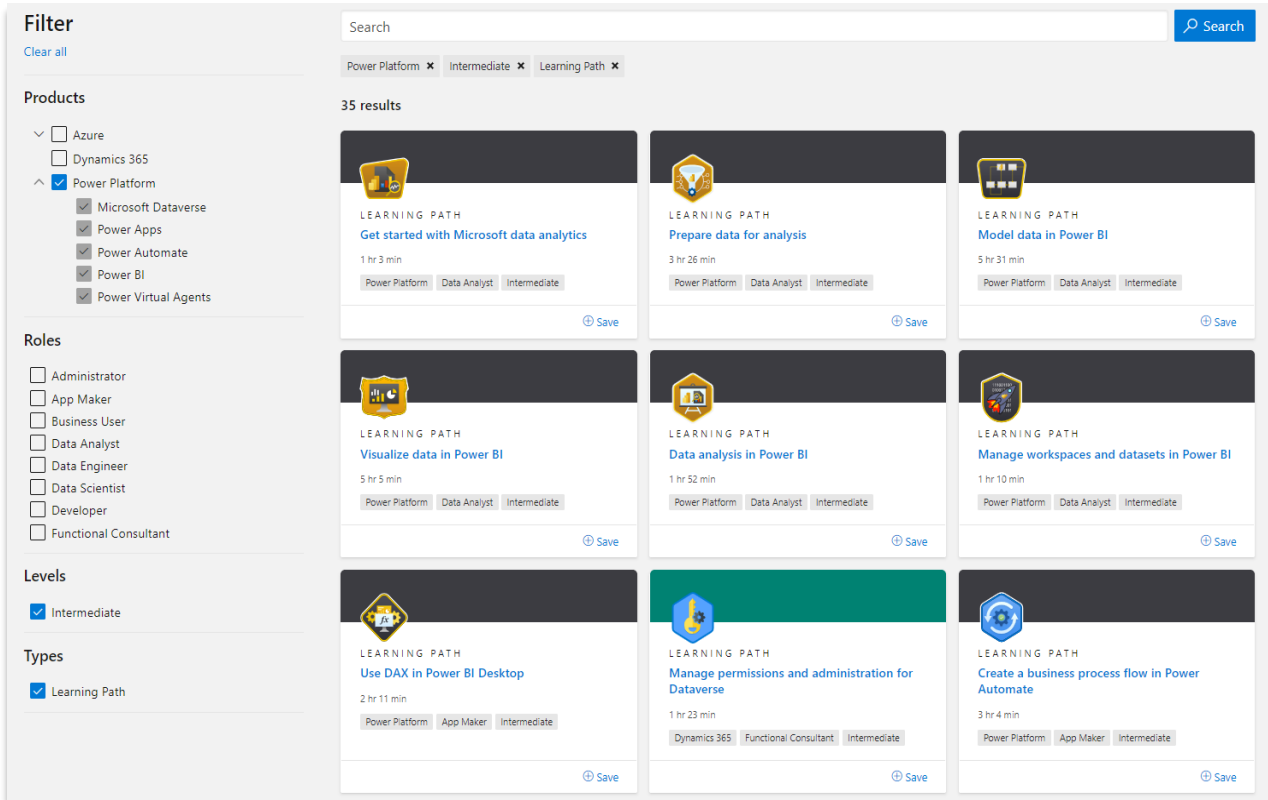 Filter
Clear all
Products
Azure
Dynamics 365
Power Platform
Microsoft Dataverse
Power Apps
Power Automate
Power BI
Power Virtual Agents
Roles
Administrator
App Maker
Business User
Data Analyst
Data Engineer
Data Scientist
Developer
Functional Consultant
Levels
Intermediate
Types
Learning Path
Search
Search
Power Platform × Intermediate × Learning Path ×
35 results
LEARNING PATH
Get started with Microsoft data analytics
1 hr 3 min
Power Platform Data Analyst Intermediate
Save
LEARNING PATH
Prepare data for analysis
3 hr 26 min
Power Platform Data Analyst Intermediate
Save
LEARNING PATH
Model data in Power BI
5 hr 31 min
Power Platform Data Analyst Intermediate
Save
LEARNING PATH
Visualize data in Power BI
5 hr 5 min
Power Platform Data Analyst Intermediate
Save
LEARNING PATH
Data analysis in Power BI
1 hr 52 min
Power Platform Data Analyst Intermediate
Save
LEARNING PATH
Manage workspaces and datasets in Power BI
1 hr 10 min
Power Platform Data Analyst Intermediate
Save
fx
LEARNING PATH
Use DAX in Power BI Desktop
2 hr 11 min
Power Platform App Maker Intermediate
Save
LEARNING PATH
Manage permissions and administration for
Dataverse
1 hr 23 min
Dynamics 365 Functional Consultant Intermediate
Save
LEARNING PATH
Create a business process flow in Power
Automate
3 hr 4 min
Power Platform App Maker Intermediate
Save